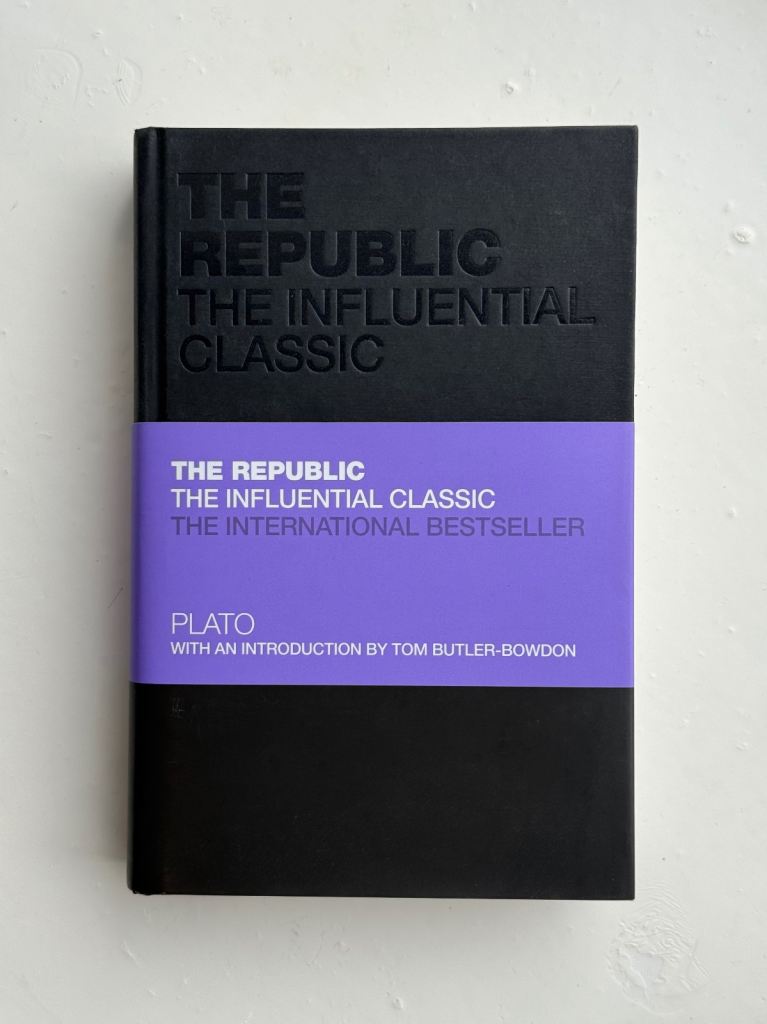 THE
REPUBLIC
THE INFLUENTIAL
CLASSIC
THE REPUBLIC
THE INFLUENTIAL CLASSIC
THE INTERNATIONAL BESTSELLER
PLATO
WITH AN INTRODUCTION BY TOM BUTLER-BOWDON